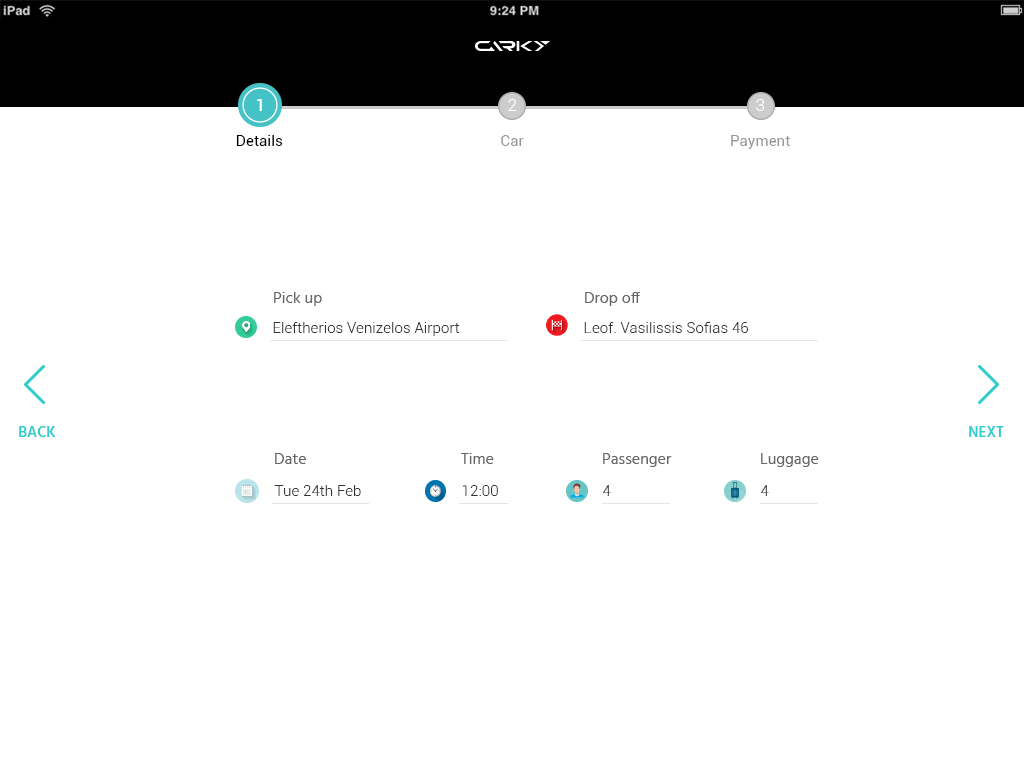 iPad 9:24 PM
CARKY
1 2 3
Details Car Payment
Pick up Drop off
Eleftherios Venizelos Airport Leof. Vasilissis Sofias 46
BACK NEXT
Date Time Passenger Luggage
Tue 24th Feb 12:00 4 4